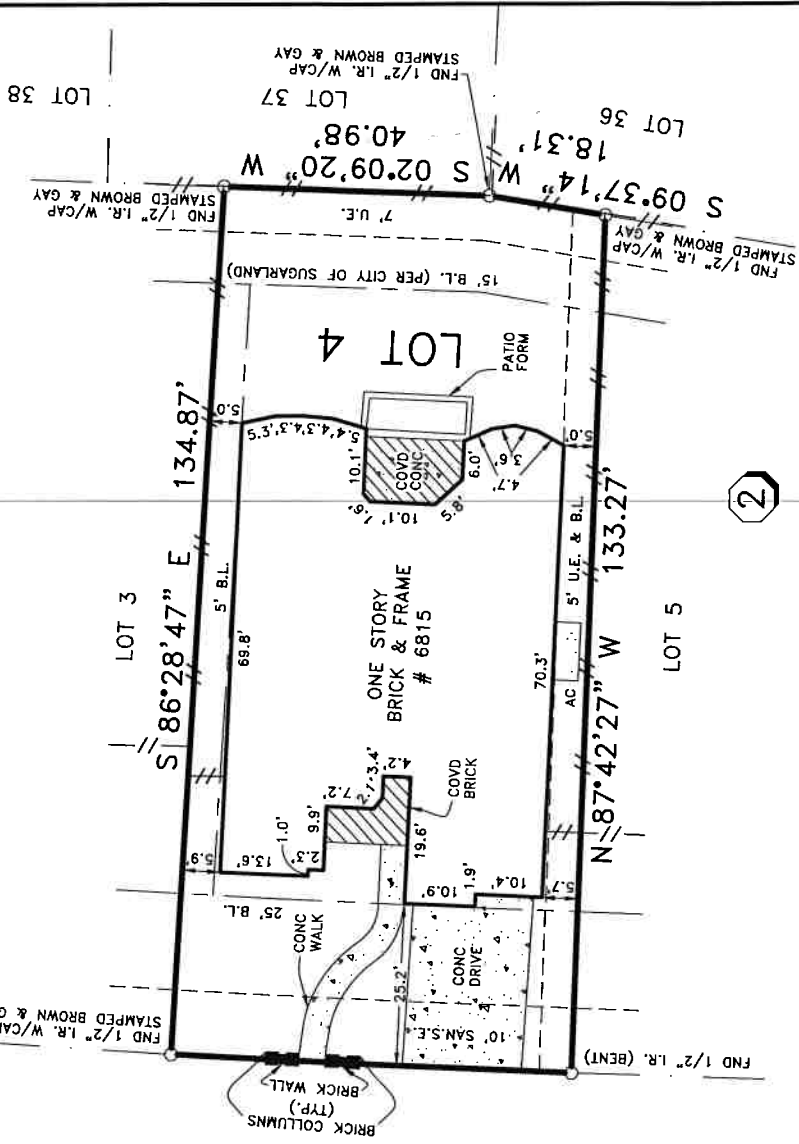 FND 1/2" I.R. W/CAP
STAMPED BROWN & GAY
LOT 38
LOT 37
LOT 36
S 02°09'20" W
40.98'
S 09°37'14" W
18.31'
FND 1/2" I.R. W/CAP
STAMPED BROWN & GAY
FND 1/2" I.R. W/CAP
STAMPED BROWN & GAY
7' U.E.
15' B.L. (PER CITY OF SUGARLAND)
LOT 4
PATIO
FORM
134.87'
5.0'
5.3'
4.3'
4.3'
5.4'
10.1'
COVD
CONC.
6.0'
3.6'
4.7'
5.0'
7.6'
10.1'
5.8'
2
LOT 3
S 86°28'47" E
5' B.L.
69.8'
ONE STORY
BRICK & FRAME
# 6815
70.3'
5' U.E. & B.L.
133.27'
AC
N 87°42'27" W
LOT 5
4.2'
3.4'
2.1'
7.2'
COVD
BRICK
9.9'
1.0'
2.3'
19.6'
5.9'
13.6'
10.9'
1.9'
10.4'
5.7'
25' B.L.
CONC
WALK
25.2'
CONC
DRIVE
10' SAN.S.E.
FND 1/2" I.R. W/CAP
STAMPED BROWN & G
FND 1/2" I.R. (BENT)
BRICK WALL
(TYP.)
BRICK COLLUMNS